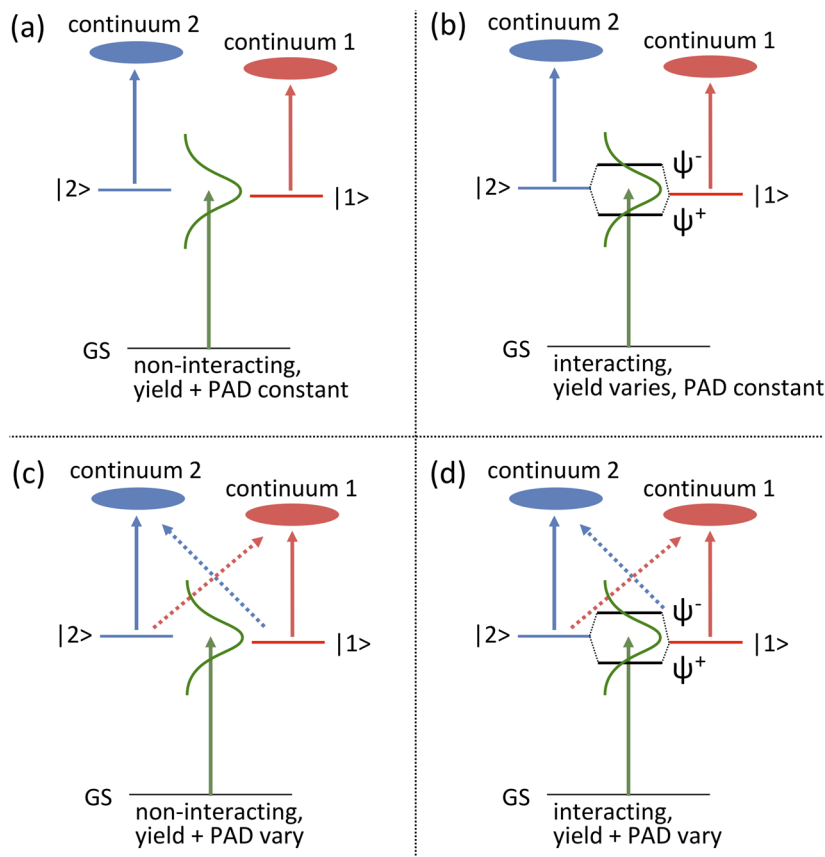 (a)
continuum 2
continuum 1
|2>
|1>
GS
non-interacting,
yield + PAD constant
(b)
continuum 2
continuum 1
|2>
ψ-
|1>
ψ+
GS
interacting,
yield varies, PAD constant
(c)
continuum 2
continuum 1
|2>
|1>
GS
non-interacting,
yield + PAD vary
(d)
continuum 2
continuum 1
|2>
ψ-
|1>
ψ+
GS
interacting,
yield + PAD vary